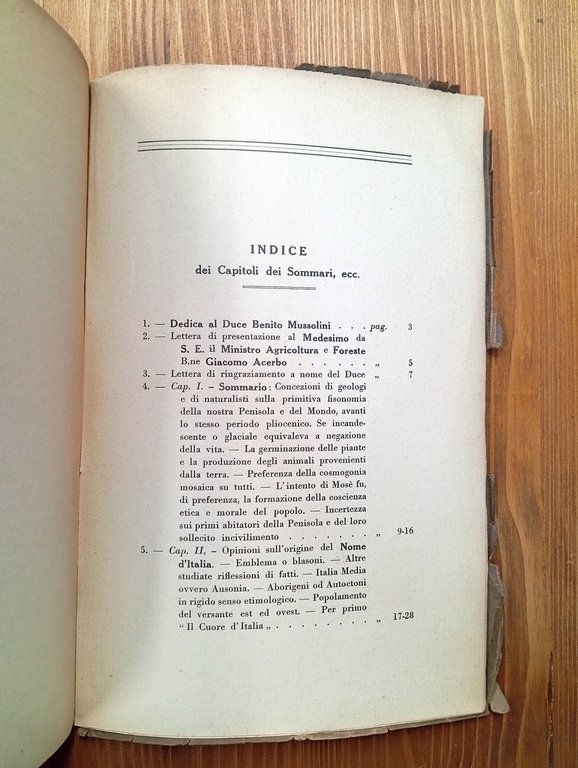 INDICE
dei Capitoli dei Sommari, ecc.
1. — Dedica al Duce Benito Mussolini . . . pag. 3
2. — Lettera di presentazione al Medesimo da
S. E. il Ministro Agricoltura e Foreste
B.ne Giacomo Acerbo . . . . . . „ 5
3. — Lettera di ringraziamento a nome del Duce „ 7
4. — Cap. I. - Sommario: Concezioni de geologi
e di naturalisti sulla primitiva fisonomia
della nostra Penisola e del Mondo, avanti
lo stesso periodo pliocenico. Se incande-
scente o glaciale equivaleva a negazione
della vita. — La germinazione delle piante
e la produzione degli animali provenienti
dalla terra. — Preferenza della cosmogonia
mosaica su tutti. — L'intento di Mosè fu,
di preferenza, la formazione della coscienza
etica e morale del popolo. — Incertezza
sui primi abitatori della Penisola e del loro
sollecito incivilimento . . . . . . . „ 9-16
5. — Cap. II, - Opinioni sull'origine del Nome
d'Italia. — Emblema o blasoni. — Altre
studiate riflessioni di fatti. — Italia Media
ovvero Ausonia. — Aborigeni od Autoctoni
in rigido senso etimologico. — Popolamento
del versante est ed ovest. — Per primo
“ Il Cuore d'Italia „ . . . . . . . . „ 17-28